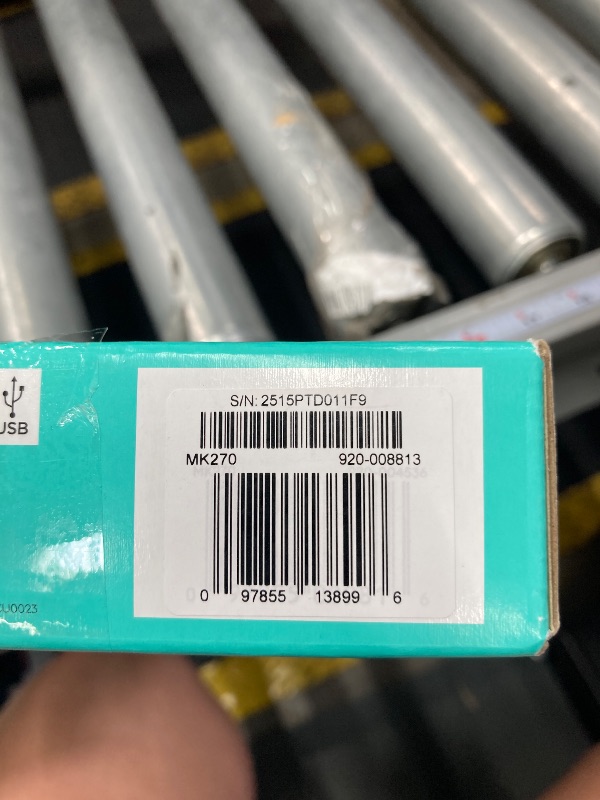 S/N: 2515PTD011F9
USB
MK270 920-008813
0 97855 13899 6